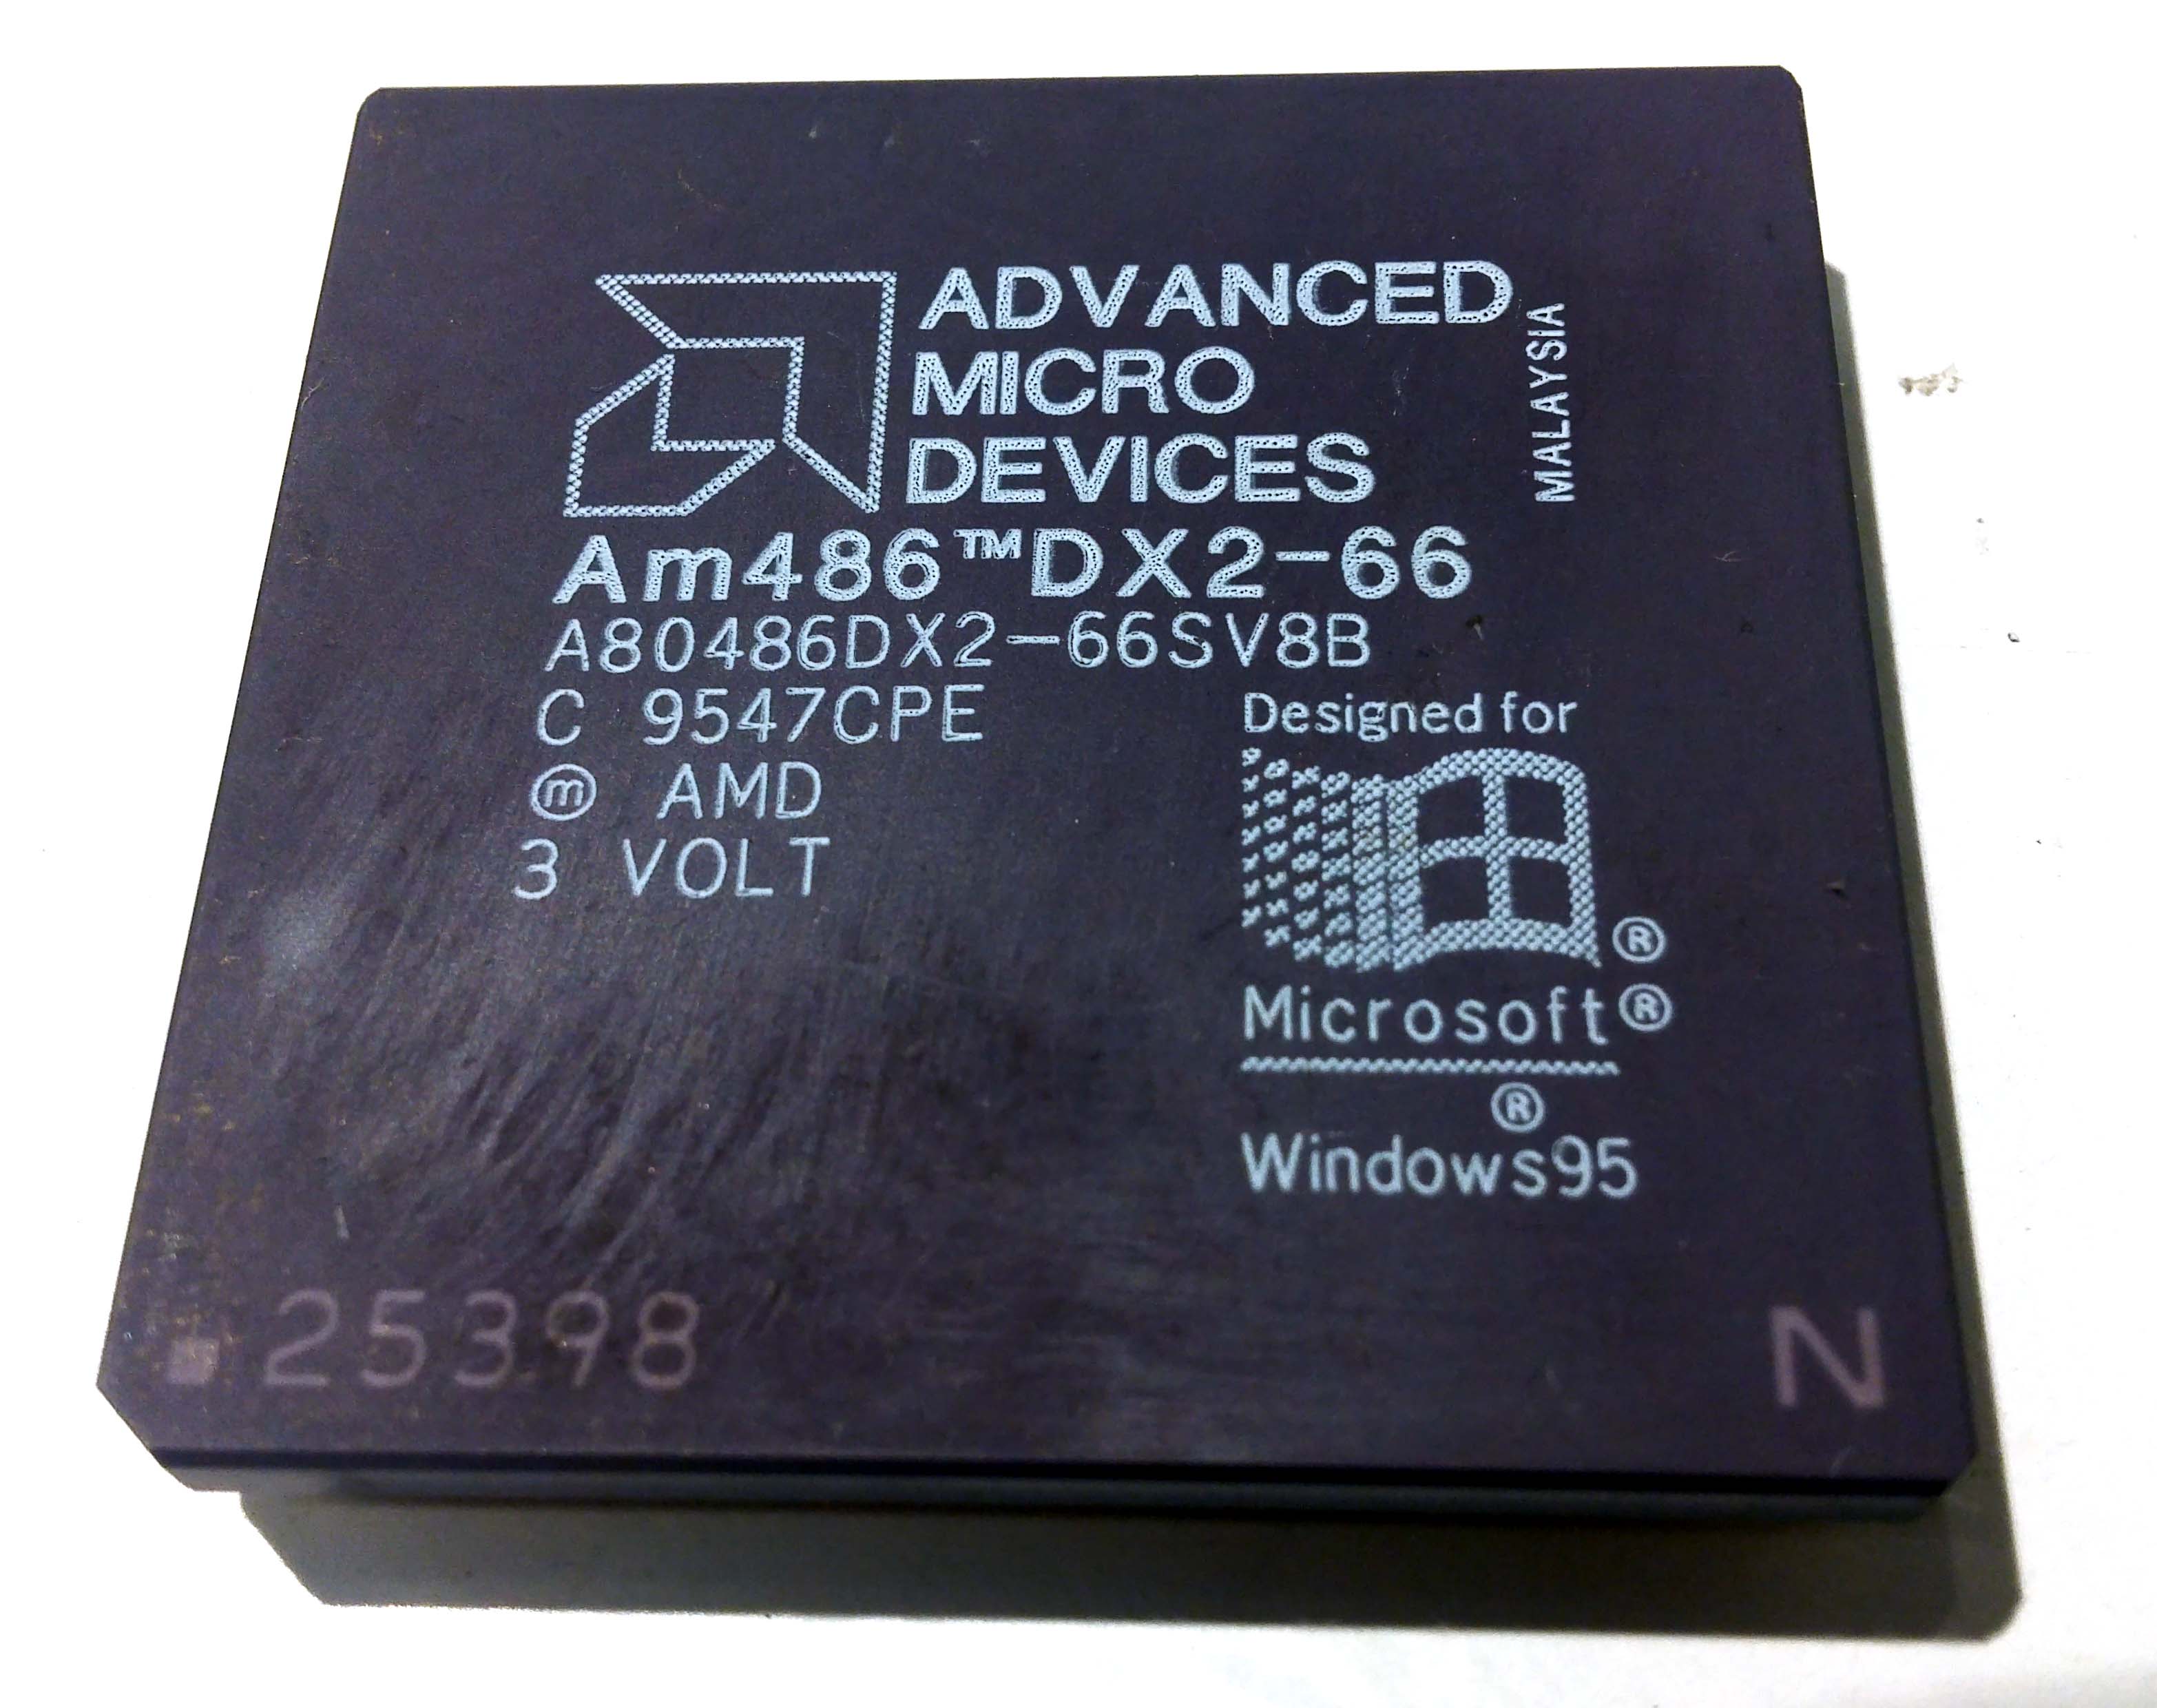 ADVANCED
MICRO
DEVICES
MALAYSIA
Am486™DX2-66
A80486DX2-66SV8B
C 9547CPE
ⓜ AMD
3 VOLT
Designed for
®
Microsoft®
®
Windows95
25398
N